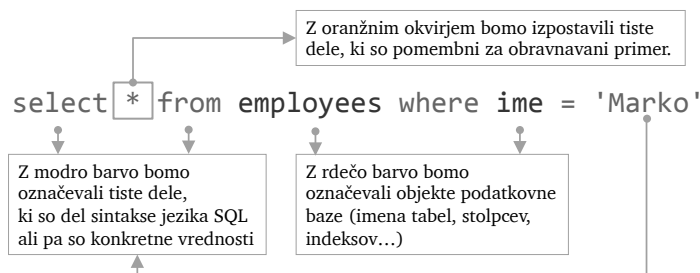 Z oranžnim okvirjem bomo izpostavili tiste
dele, ki so pomembni za obravnavani primer.
select * from employees where ime = 'Marko'
Z modro barvo bomo
označevali tiste dele,
ki so del sintakse jezika SQL
ali pa so konkretne vrednosti
Z rdečo barvo bomo
označevali objekte podatkovne
baze (imena tabel, stolpcev,
indeksov…)